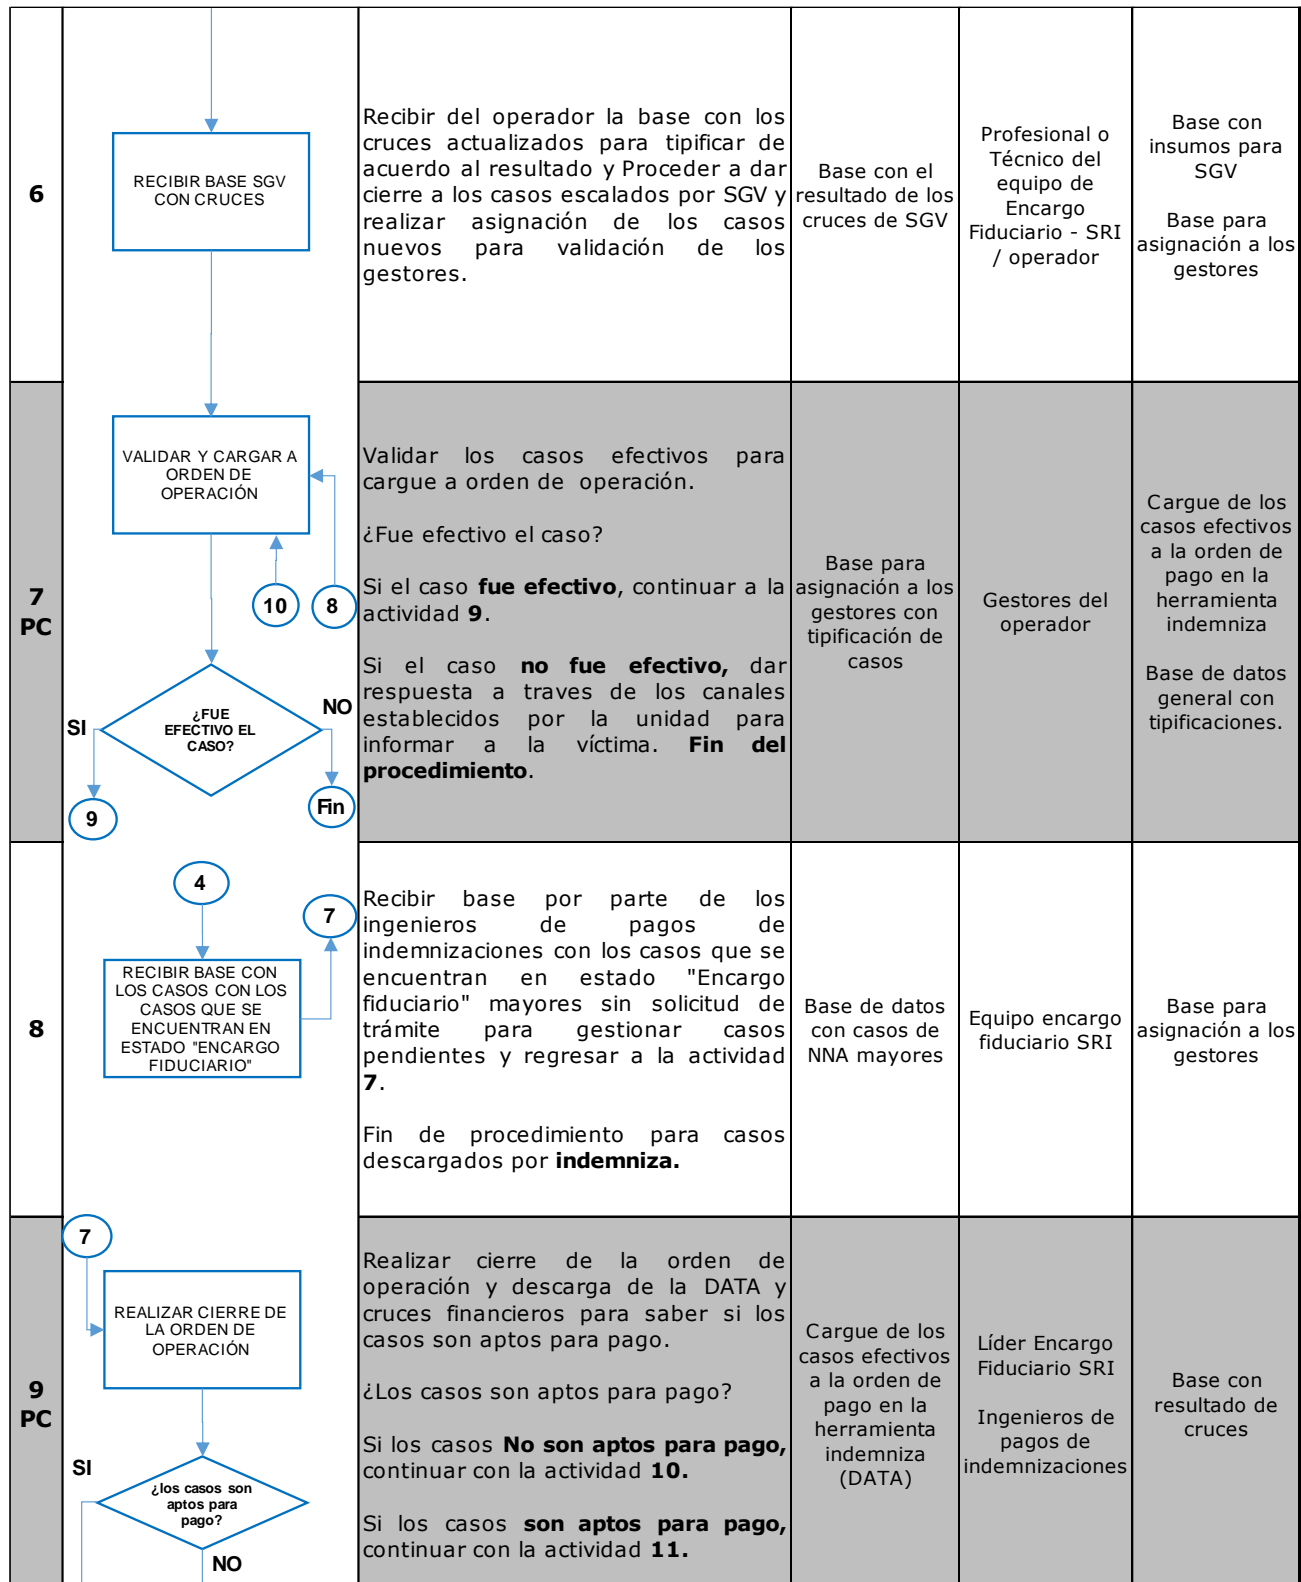 6
RECIBIR BASE SGV
CON CRUCES
Recibir del operador la base con los
cruces actualizados para tipificar de
acuerdo al resultado y Proceder a dar
cierre a los casos escalados por SGV y
realizar asignación de los casos
nuevos para validación de los
gestores.
Base con el
resultado de los
cruces de SGV
Profesional o
Técnico del
equipo de
Encargo
Fiduciario - SRI
/ operador
Base con
insumos para
SGV
Base para
asignación a los
gestores
7
PC
VALIDAR Y CARGAR A
ORDEN DE
OPERACIÓN
10
8
¿FUE
EFECTIVO EL
CASO?
SI
NO
9
Fin
Validar los casos efectivos para
cargue a orden de operación.
¿Fue efectivo el caso?
Si el caso fue efectivo, continuar a la
actividad 9.
Si el caso no fue efectivo, dar
respuesta a traves de los canales
establecidos por la unidad para
informar a la víctima. Fin del
procedimiento.
Base para
asignación a los
gestores con
tipificación de
casos
Gestores del
operador
Cargue de los
casos efectivos
a la orden de
pago en la
herramienta
indemniza
Base de datos
general con
tipificaciones.
8
4
7
RECIBIR BASE CON
LOS CASOS CON LOS
CASOS QUE SE
ENCUENTRAN EN
ESTADO "ENCARGO
FIDUCIARIO"
Recibir base por parte de los
ingenieros de pagos de
indemnizaciones con los casos que se
encuentran en estado "Encargo
fiduciario" mayores sin solicitud de
trámite para gestionar casos
pendientes y regresar a la actividad
7.
Fin de procedimiento para casos
descargados por indemniza.
Base de datos
con casos de
NNA mayores
Equipo encargo
fiduciario SRI
Base para
asignación a los
gestores
9
PC
7
REALIZAR CIERRE DE
LA ORDEN DE
OPERACIÓN
SI
¿los casos son
aptos para
pago?
NO
Realizar cierre de la orden de
operación y descarga de la DATA y
cruces financieros para saber si los
casos son aptos para pago.
¿Los casos son aptos para pago?
Si los casos No son aptos para pago,
continuar con la actividad 10.
Si los casos son aptos para pago,
continuar con la actividad 11.
Cargue de los
casos efectivos
a la orden de
pago en la
herramienta
indemniza
(DATA)
Líder Encargo
Fiduciario SRI
Ingenieros de
pagos de
indemnizaciones
Base con
resultado de
cruces